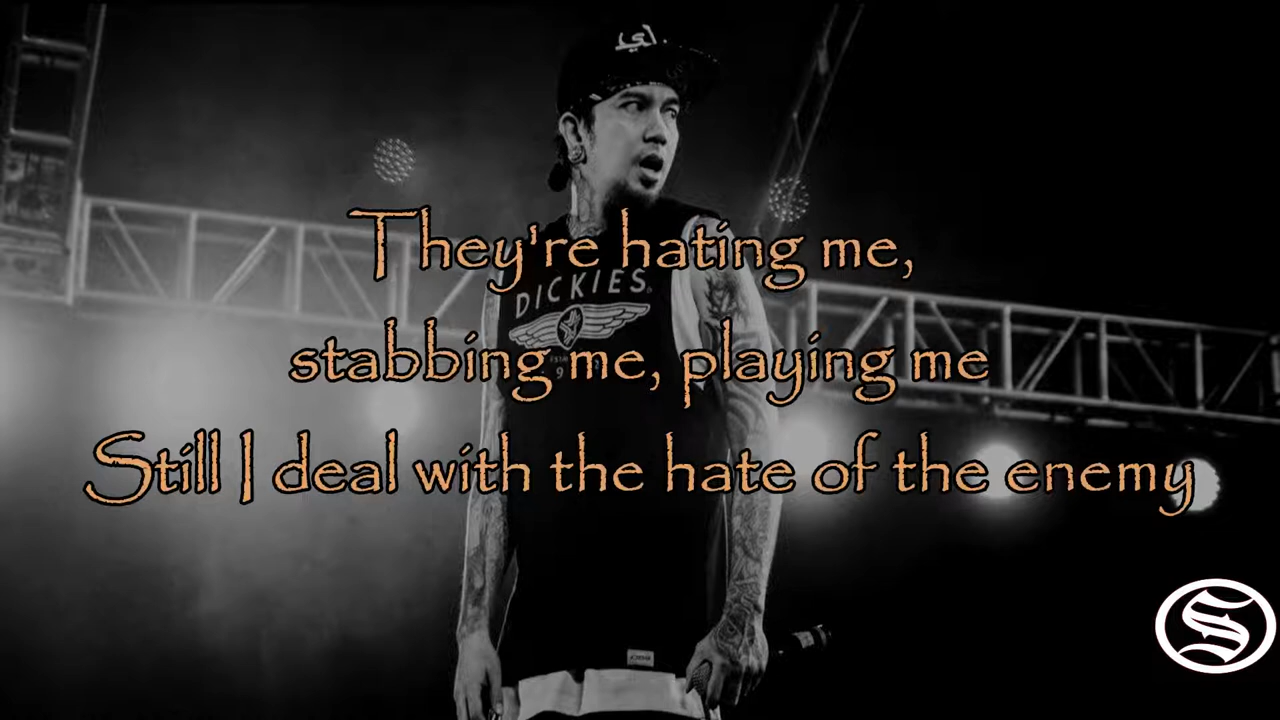 They're hating me,
DICKIES
stabbing me, playing me
Still I deal with the hate of the enemy
S